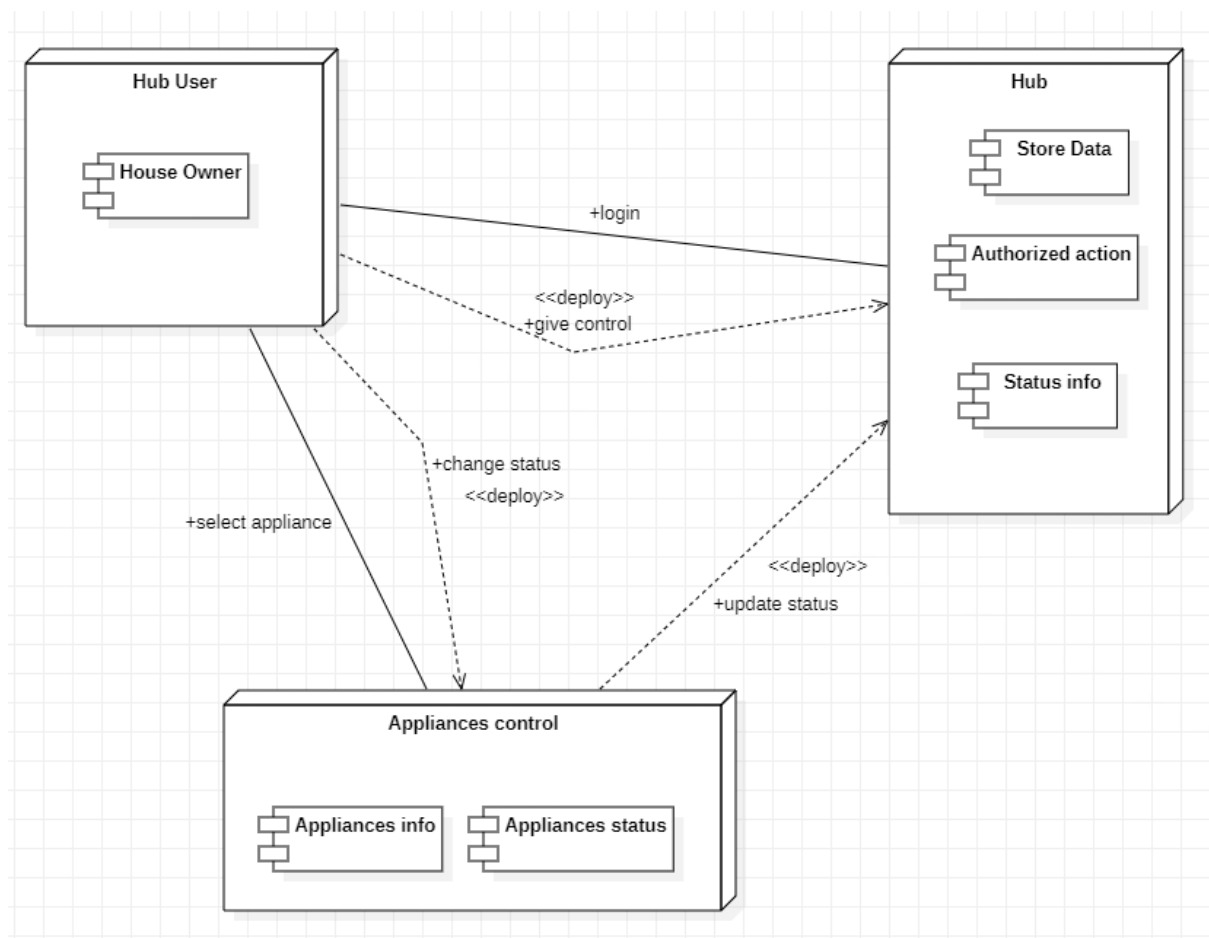 Hub User
Hub
House Owner
Store Data
+login
Authorized action
<<deploy>>
+give control
Status info
+change status
<<deploy>>
+select appliance
<<deploy>>
+update status
Appliances control
Appliances info
Appliances status